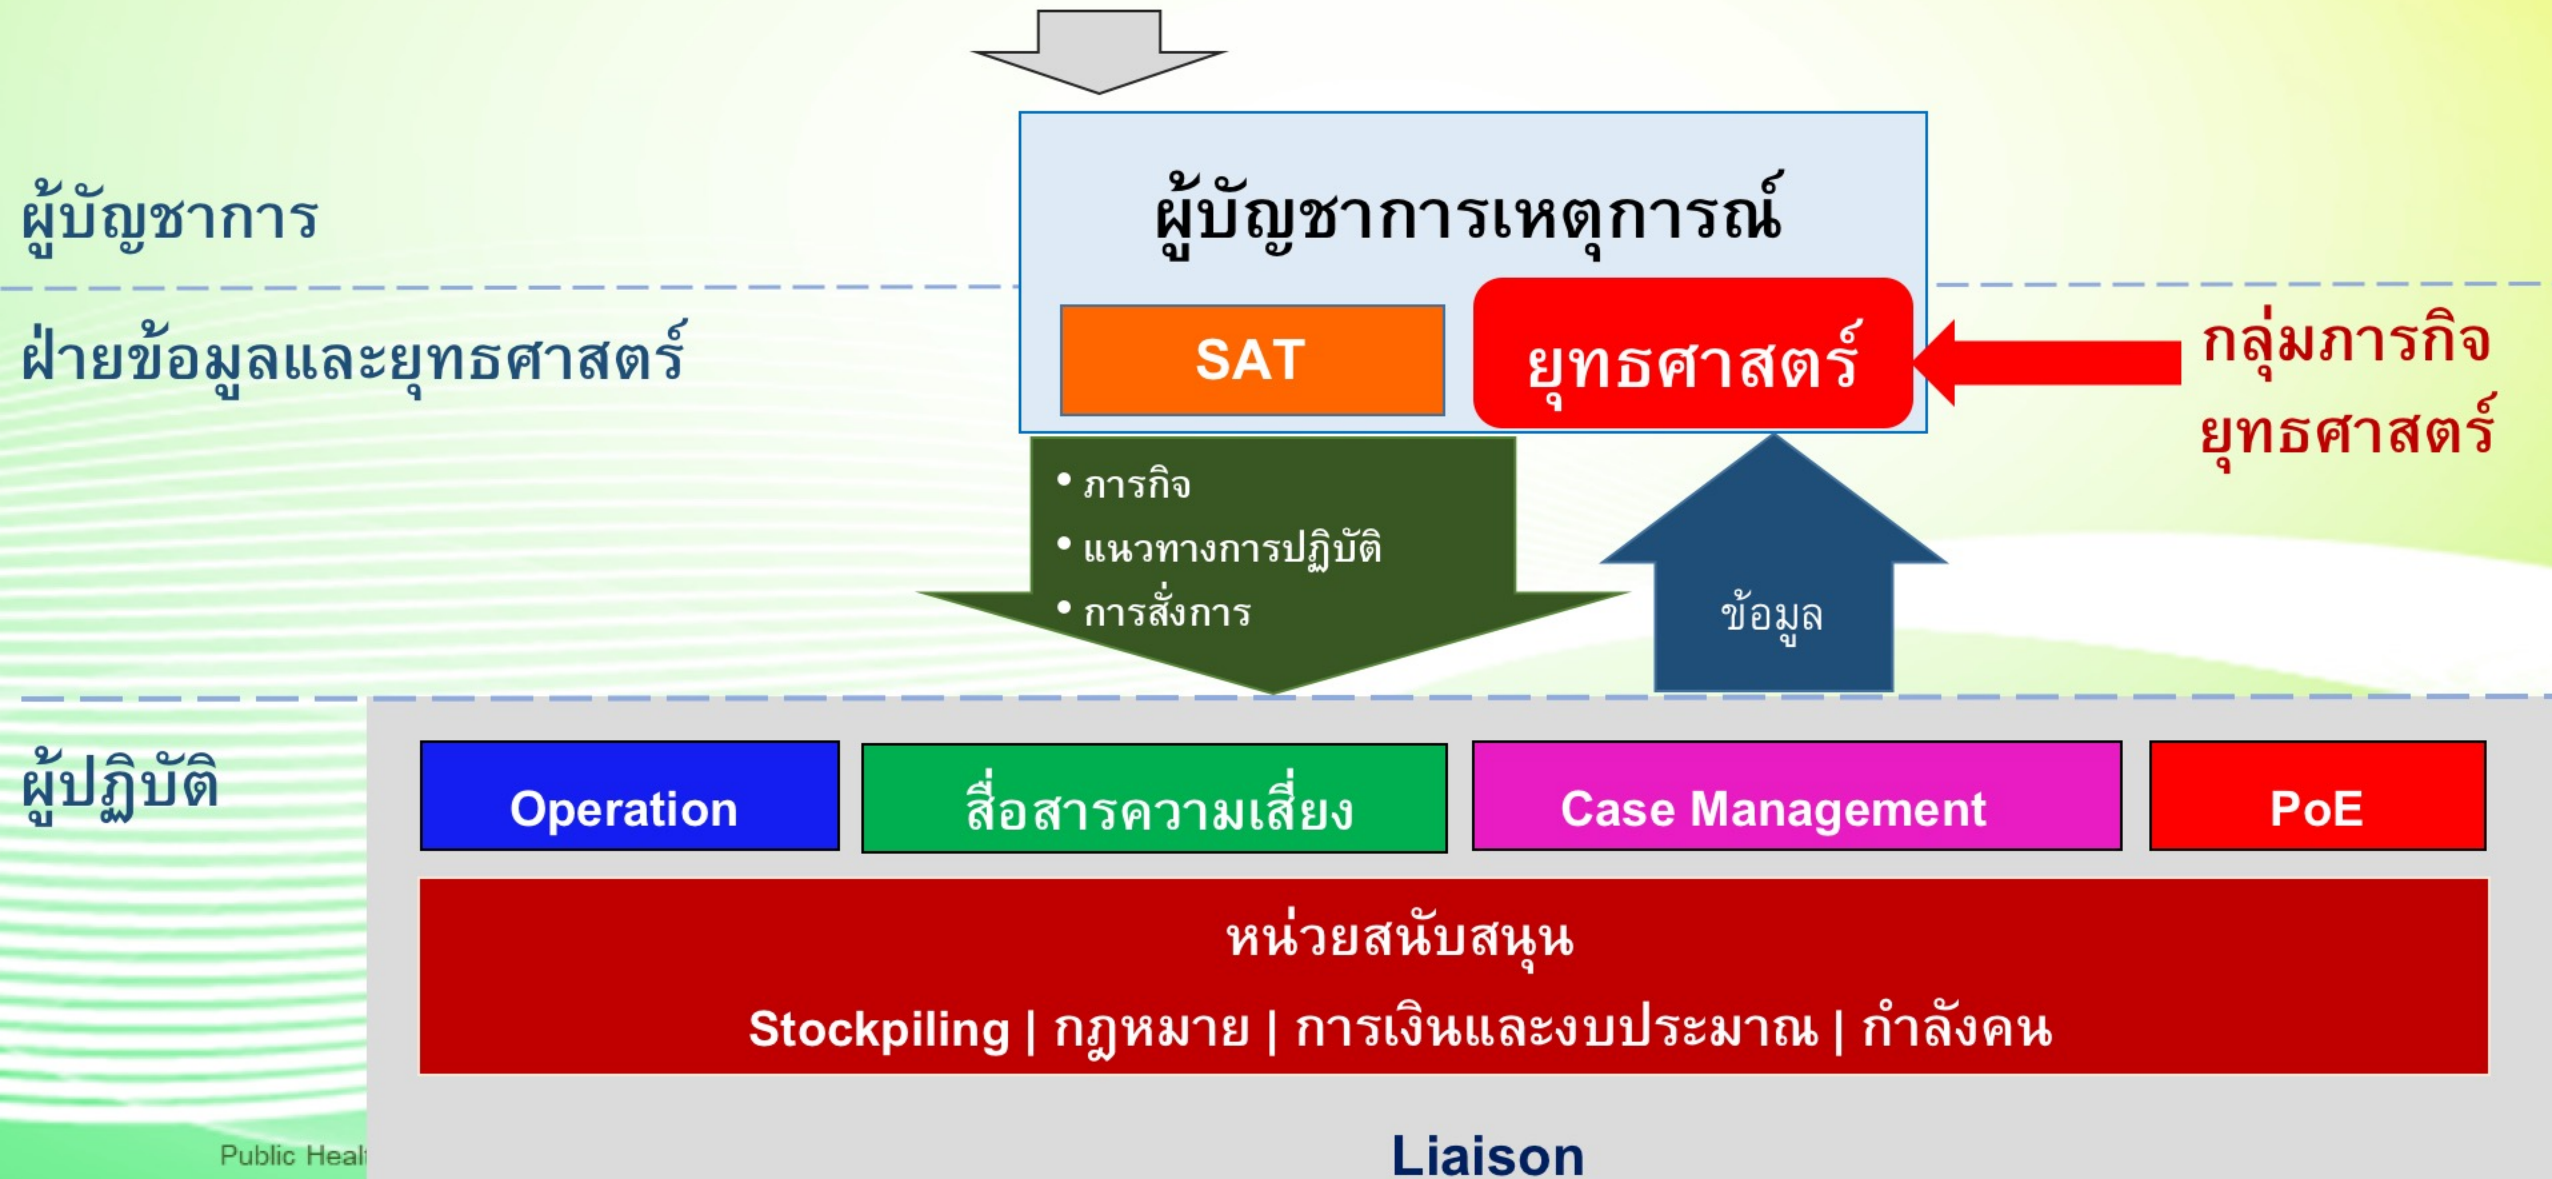 ผู้บัญชาการ
ผู้บัญชาการเหตุการณ์
ฝ่ายข้อมูลและยุทธศาสตร์
SAT
ยุทธศาสตร์
กลุ่มภารกิจ
ยุทธศาสตร์
• ภารกิจ
• แนวทางการปฏิบัติ
• การสั่งการ
ข้อมูล
ผู้ปฏิบัติ
Operation
สื่อสารความเสี่ยง
Case Management
PoE
หน่วยสนับสนุน
Stockpiling | กฎหมาย | การเงินและงบประมาณ | กำลังคน
Liaison
Public